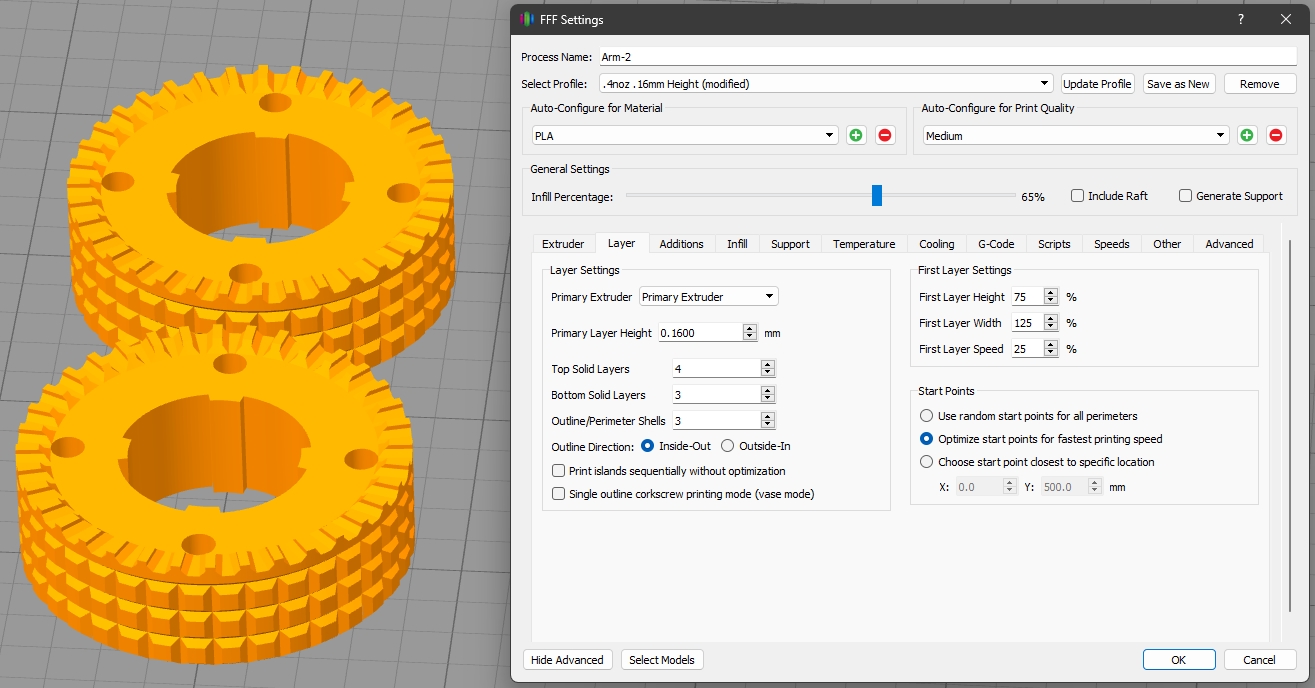 FFF Settings
Process Name: Arm-2
Select Profile: .4noz .16mm Height (modified) Update Profile Save as New Remove
Auto-Configure for Material Auto-Configure for Print Quality
PLA Medium
General Settings
Infill Percentage: 65% Include Raft Generate Support
Extruder Layer Additions Infill Support Temperature Cooling G-Code Scripts Speeds Other Advanced
Layer Settings
Primary Extruder Primary Extruder
Primary Layer Height 0.1600 mm
Top Solid Layers 4
Bottom Solid Layers 3
Outline/Perimeter Shells 3
Outline Direction: Inside-Out Outside-In
Print islands sequentially without optimization
Single outline corkscrew printing mode (vase mode)
First Layer Settings
First Layer Height 75 %
First Layer Width 125 %
First Layer Speed 25 %
Start Points
Use random start points for all perimeters
Optimize start points for fastest printing speed
Choose start point closest to specific location
X: 0.0 Y: 500.0 mm
Hide Advanced Select Models OK Cancel